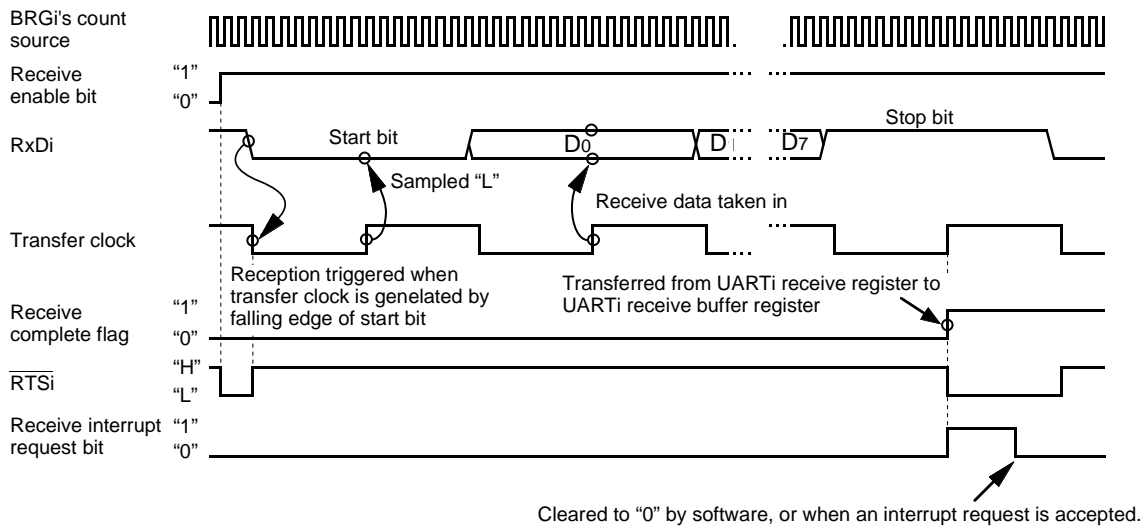 BRGi's count
source
Receive
enable bit
"1"
"0"
RxDi
Start bit
D0
D1
D7
Stop bit
Sampled "L"
Receive data taken in
Transfer clock
Reception triggered when
transfer clock is genelated by
falling edge of start bit
Transferred from UARTi receive register to
UARTi receive buffer register
Receive
complete flag
"1"
"0"
RTSi
"H"
"L"
Receive interrupt
request bit
"1"
"0"
Cleared to "0" by software, or when an interrupt request is accepted.